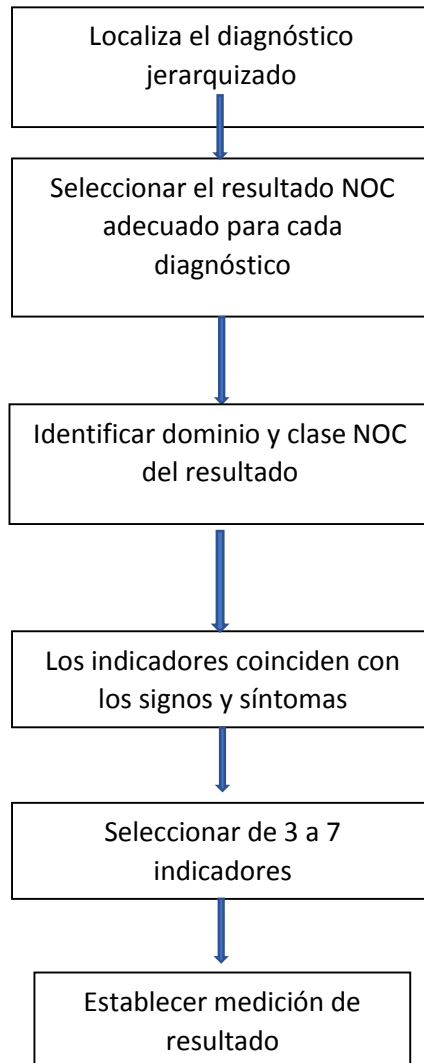 Localiza el diagnóstico
jerarquizado
Seleccionar el resultado NOC
adecuado para cada
diagnóstico
Identificar dominio y clase NOC
del resultado
Los indicadores coinciden con
los signos y síntomas
Seleccionar de 3 a 7
indicadores
Establecer medición de
resultado